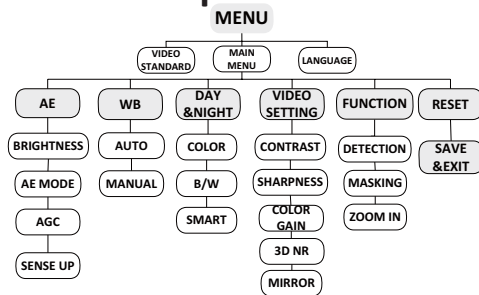 MENU
VIDEO
STANDARD
MAIN
MENU
LANGUAGE
AE
WB
DAY
&NIGHT
VIDEO
SETTING
FUNCTION
RESET
BRIGHTNESS
AUTO
COLOR
CONTRAST
DETECTION
SAVE
&EXIT
AE MODE
MANUAL
B/W
SHARPNESS
MASKING
AGC
SMART
COLOR
GAIN
ZOOM IN
SENSE UP
3D NR
MIRROR